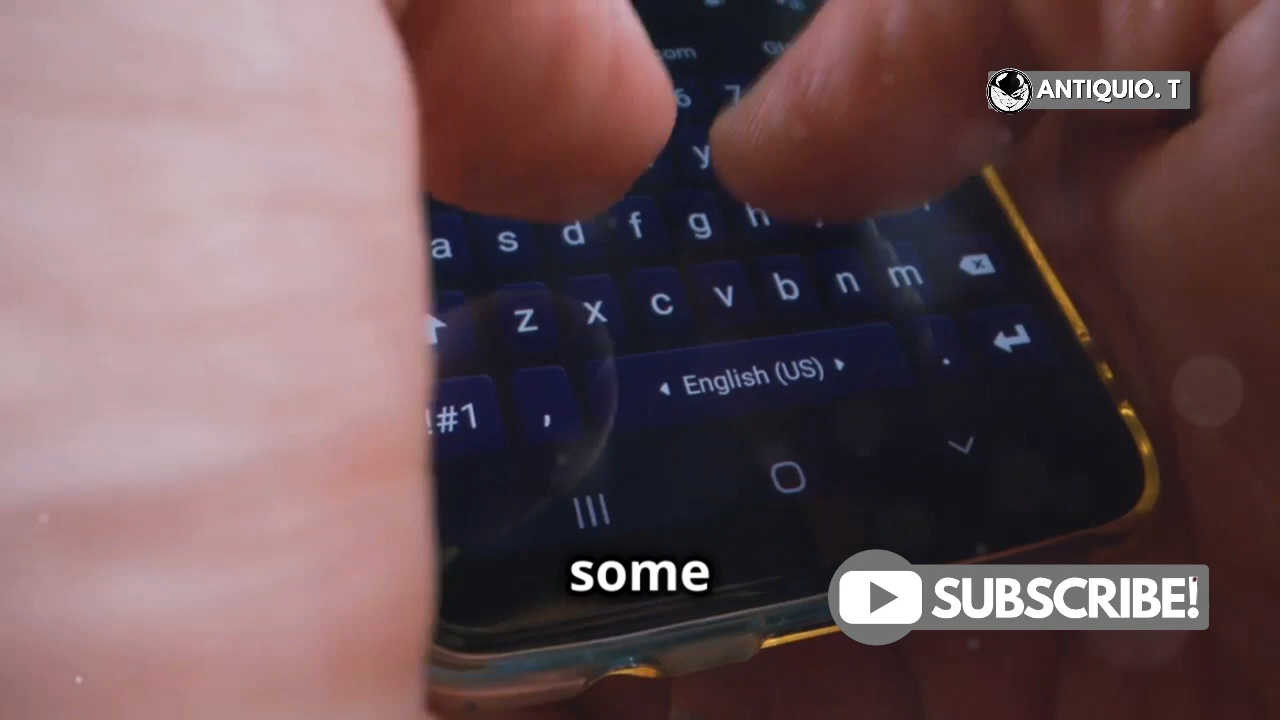 ANTIQUIO. T
6 7
y
a s d f g h
z x c v b n m
!#1 , English (US) .
some
SUBSCRIBE!